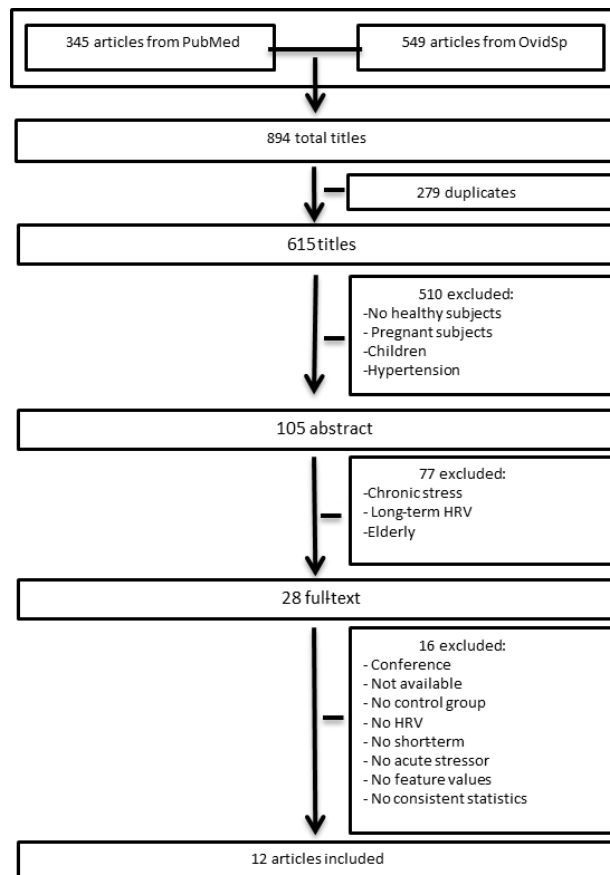 345 articles from PubMed
549 articles from OvidSp
894 total titles
279 duplicates
615 titles
510 excluded:
-No healthy subjects
- Pregnant subjects
-Children
-Hypertension
105 abstract
77 excluded:
-Chronic stress
- Long-term HRV
-Elderly
28 full-text
16 excluded:
- Conference
- Not available
- No control group
- No HRV
- No short-term
- No acute stressor
- No feature values
- No consistent statistics
12 articles included